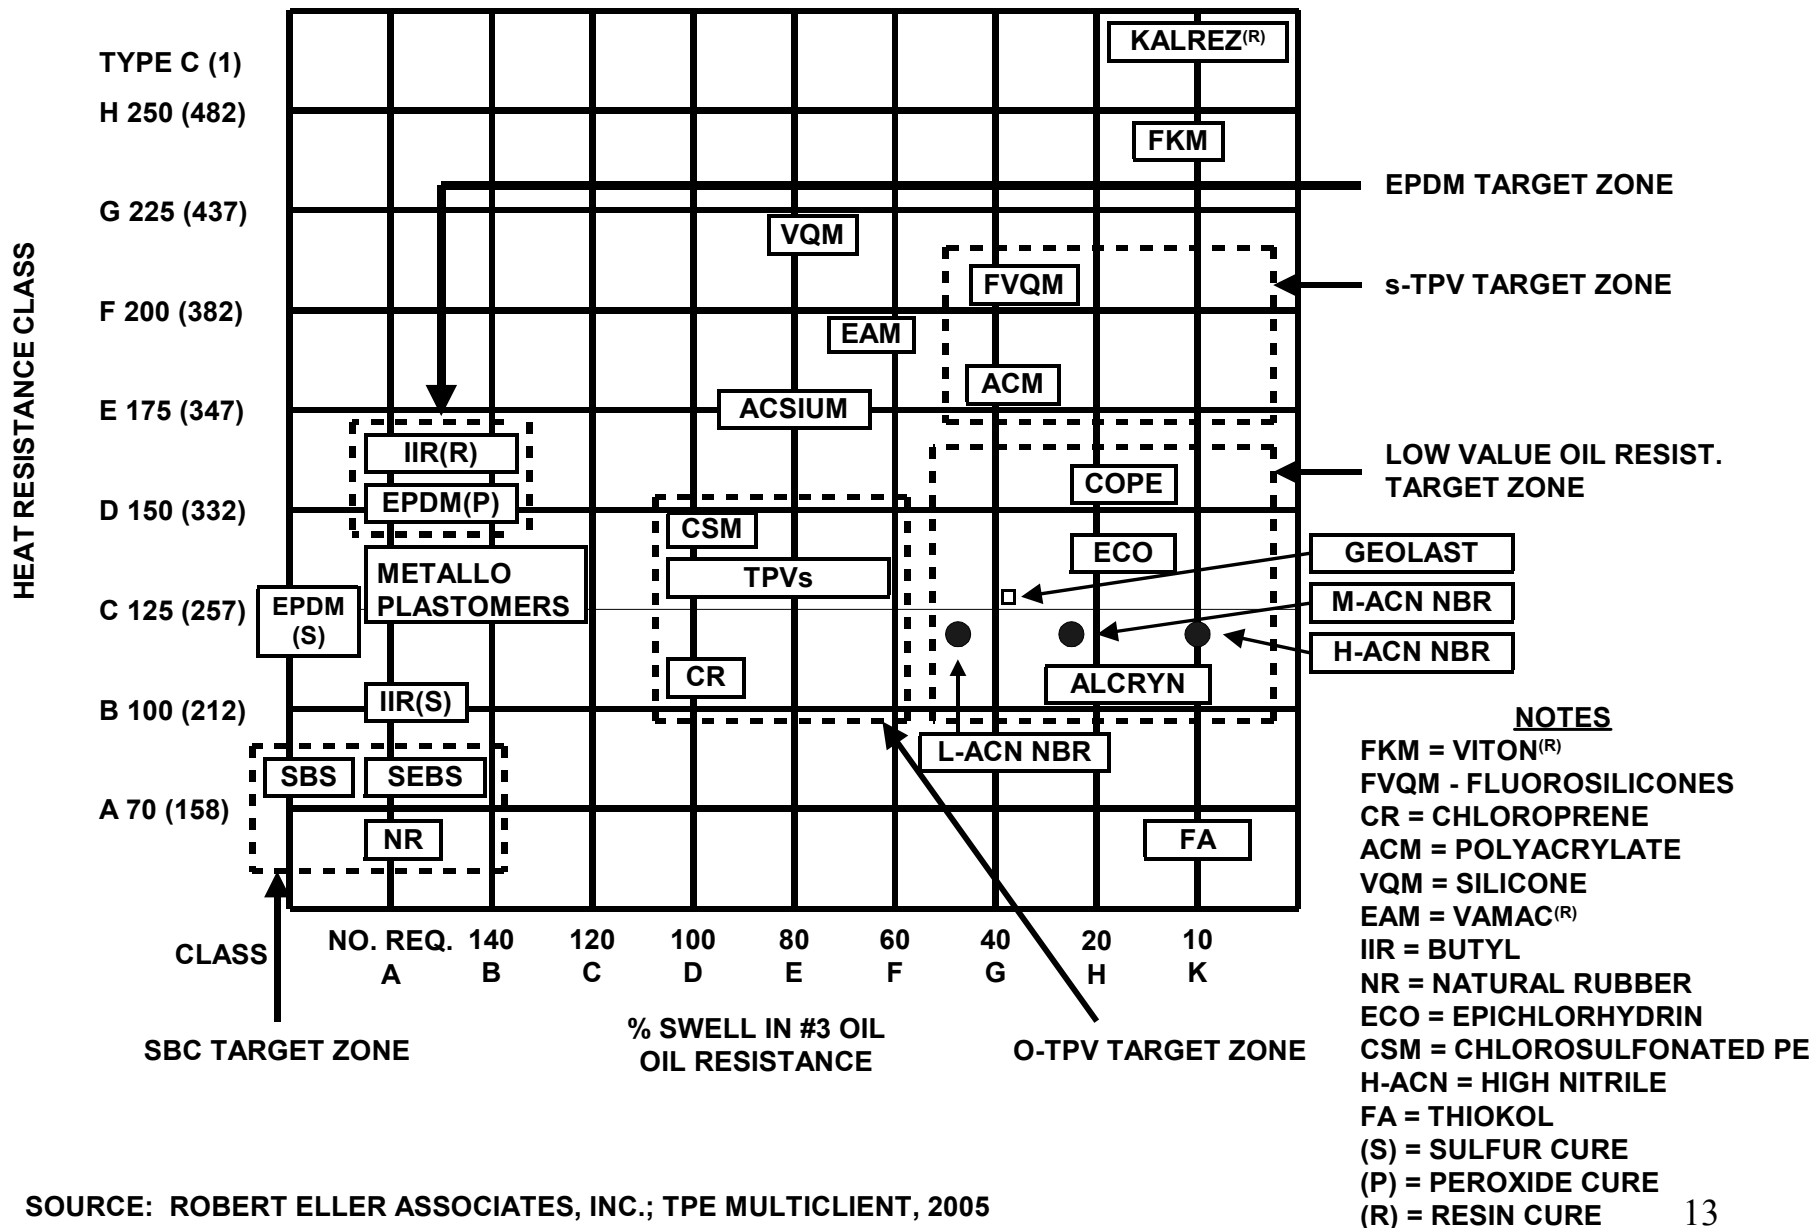 KALREZ(R)
TYPE C (1)
H 250 (482)
FKM
EPDM TARGET ZONE
G 225 (437)
VQM
FVQM
s-TPV TARGET ZONE
F 200 (382)
EAM
HEAT RESISTANCE CLASS
ACM
E 175 (347)
ACSIUM
IIR(R)
LOW VALUE OIL RESIST.
TARGET ZONE
COPE
EPDM(P)
D 150 (332)
CSM
ECO
GEOLAST
METALLO
PLASTOMERS
TPVs
C 125 (257)
EPDM
(S)
M-ACN NBR
H-ACN NBR
CR
ALCRYN
IIR(S)
B 100 (212)
L-ACN NBR
SBS
SEBS
A 70 (158)
NR
FA
CLASS
NO. REQ. 140 120 100 80 60 40 20 10
A B C D E F G H K
% SWELL IN #3 OIL
OIL RESISTANCE
SBC TARGET ZONE
O-TPV TARGET ZONE
NOTES
FKM = VITON(R)
FVQM - FLUOROSILICONES
CR = CHLOROPRENE
ACM = POLYACRYLATE
VQM = SILICONE
EAM = VAMAC(R)
IIR = BUTYL
NR = NATURAL RUBBER
ECO = EPICHLORHYDRIN
CSM = CHLOROSULFONATED PE
H-ACN = HIGH NITRILE
FA = THIOKOL
(S) = SULFUR CURE
(P) = PEROXIDE CURE
(R) = RESIN CURE
SOURCE: ROBERT ELLER ASSOCIATES, INC.; TPE MULTICLIENT, 2005
13